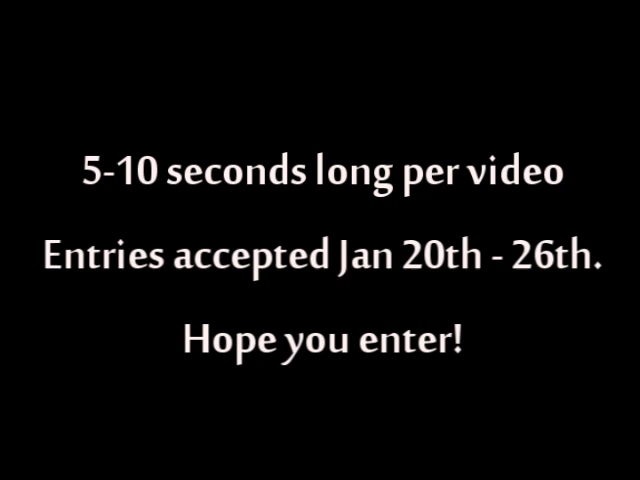 5-10 seconds long per video
Entries accepted Jan 20th - 26th.
Hope you enter!